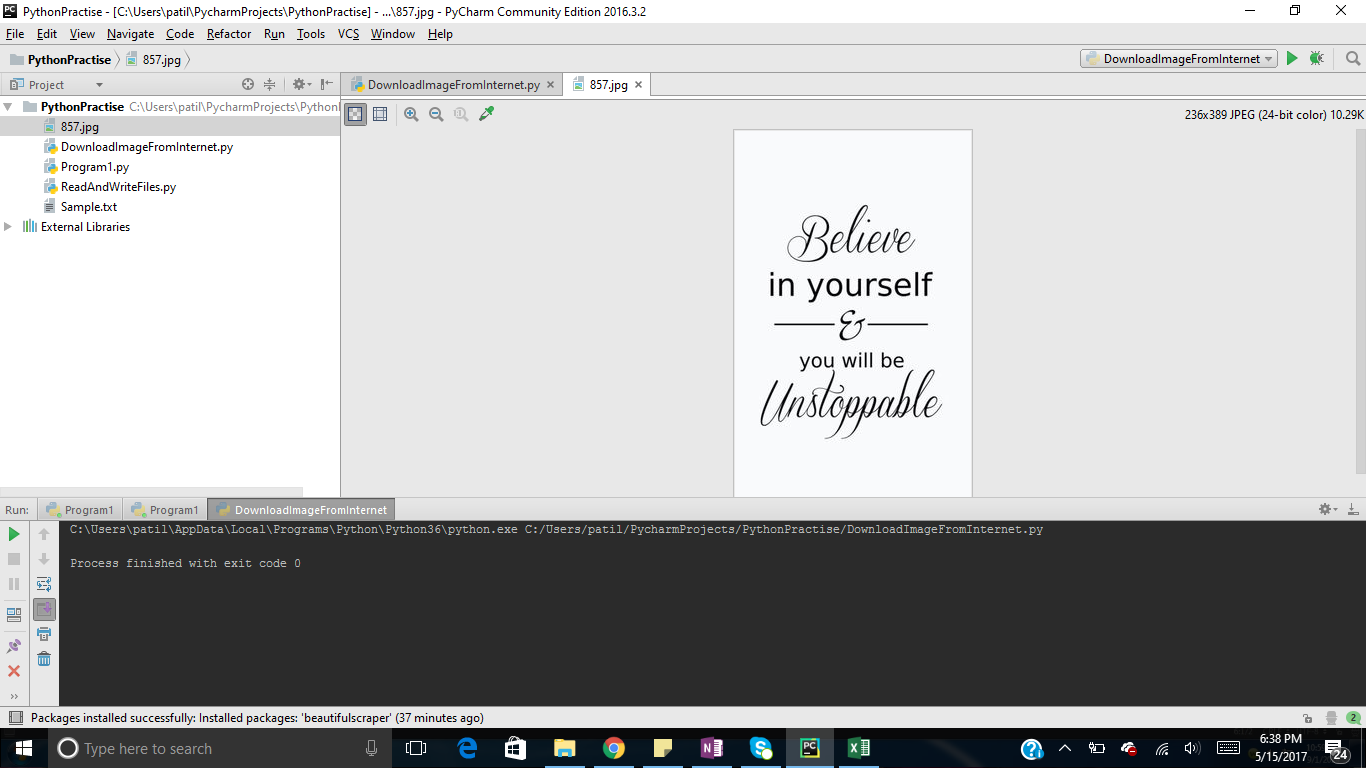 PythonPractise - [C:\Users\patil\PycharmProjects\PythonPractise] - ...\857.jpg - PyCharm Community Edition 2016.3.2
File Edit View Navigate Code Refactor Run Tools VCS Window Help
PythonPractise 857.jpg DownloadImageFromInternet
Project DownloadImageFromInternet.py 857.jpg
PythonPractise C:\Users\patil\PycharmProjects\Pythonl
236x389 JPEG (24-bit color) 10.29K
857.jpg
DownloadImageFromInternet.py
Program1.py
ReadAndWriteFiles.py
Sample.txt
External Libraries
Believe
in yourself
&
you will be
Unstoppable
Run: Program1 Program1 DownloadImageFromInternet
C:\Users\patil\AppData\Local\Programs\Python\Python36\python.exe C:/Users/patil/PycharmProjects/PythonPractise/DownloadImageFromInternet.py
Process finished with exit code 0
Packages installed successfully: Installed packages: 'beautifulscraper' (37 minutes ago) 2
Type here to search
6:38 PM
5/15/2017
24